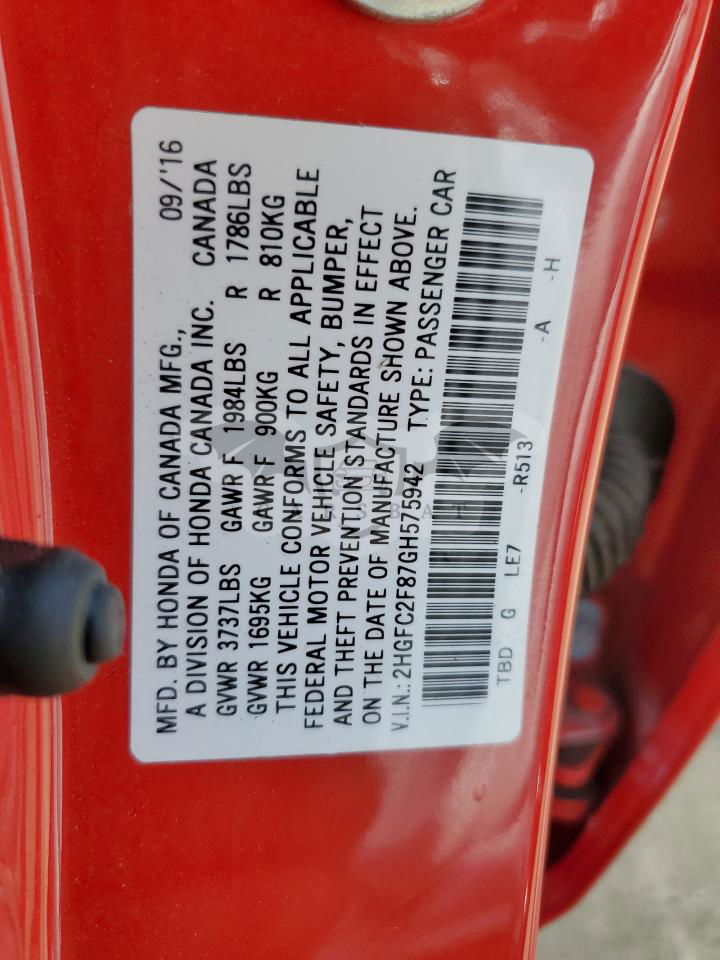 MFD. BY HONDA OF CANADA MFG., 09/'16
A DIVISION OF HONDA CANADA INC. CANADA
GVWR 3737LBS GAWR F 1984LBS R 1786LBS
GVWR 1695KG GAWR F 900KG R 810KG
THIS VEHICLE CONFORMS TO ALL APPLICABLE
FEDERAL MOTOR VEHICLE SAFETY, BUMPER,
AND THEFT PREVENTION STANDARDS IN EFFECT
ON THE DATE OF MANUFACTURE SHOWN ABOVE.
V.I.N.: 2HGFC2F87GH575942 TYPE: PASSENGER CAR
TBD G LE7 -R513 -A -H